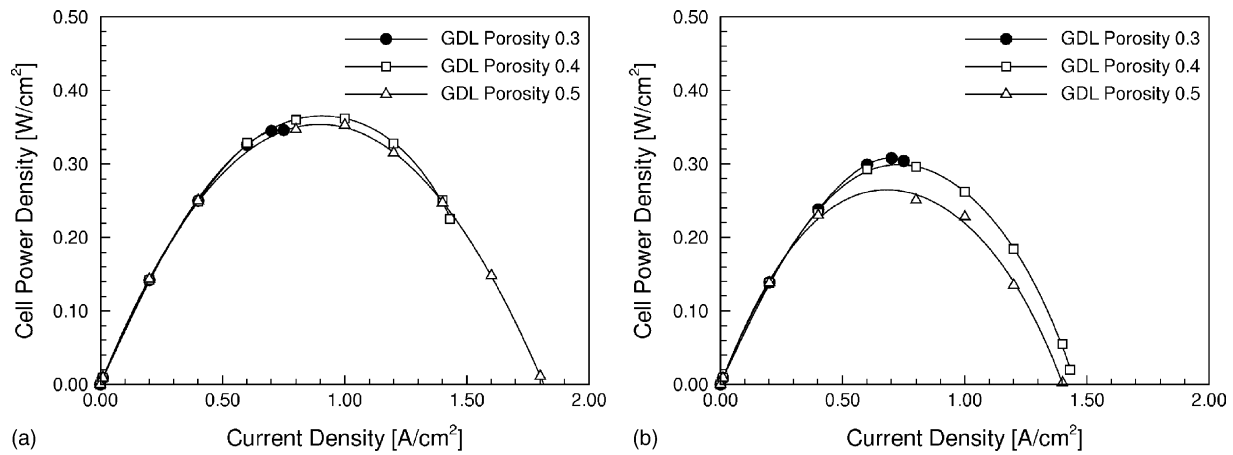 0.50
0.40
0.30
0.20
0.10
0.00
Cell Power Density [W/cm²]
GDL Porosity 0.3
GDL Porosity 0.4
GDL Porosity 0.5
0.00
0.50
1.00
1.50
2.00
Current Density [A/cm²]
(a)
0.50
0.40
0.30
0.20
0.10
0.00
Cell Power Density [W/cm²]
GDL Porosity 0.3
GDL Porosity 0.4
GDL Porosity 0.5
0.00
0.50
1.00
1.50
2.00
Current Density [A/cm²]
(b)